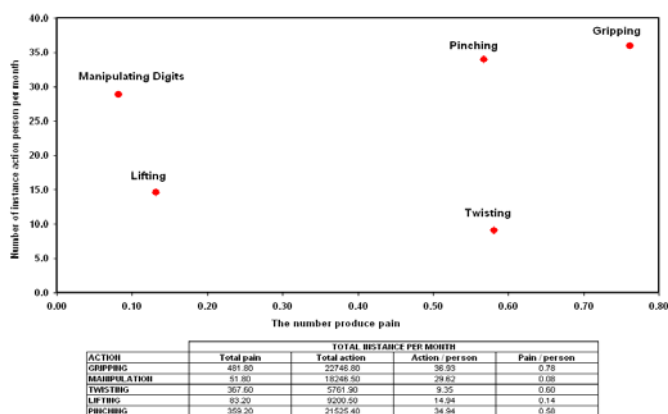 40.0
Gripping
35.0
Pinching
30.0
Manipulating Digits
25.0
20.0
15.0
Lifting
10.0
Twisting
5.0
0.0
Number of instance action person per month
0.00 0.10 0.20 0.30 0.40 0.50 0.60 0.70 0.80
The number produce pain
TOTAL INSTANCE PER MONTH
ACTION Total pain Total action Action / person Pain / person
GRIPPING 481.80 22746.80 36.93 0.78
MANIPULATION 51.80 18246.50 29.62 0.08
TWISTING 367.60 5761.90 9.35 0.60
LIFTING 83.20 9200.50 14.94 0.14
PINCHING 359.20 21525.40 34.94 0.58